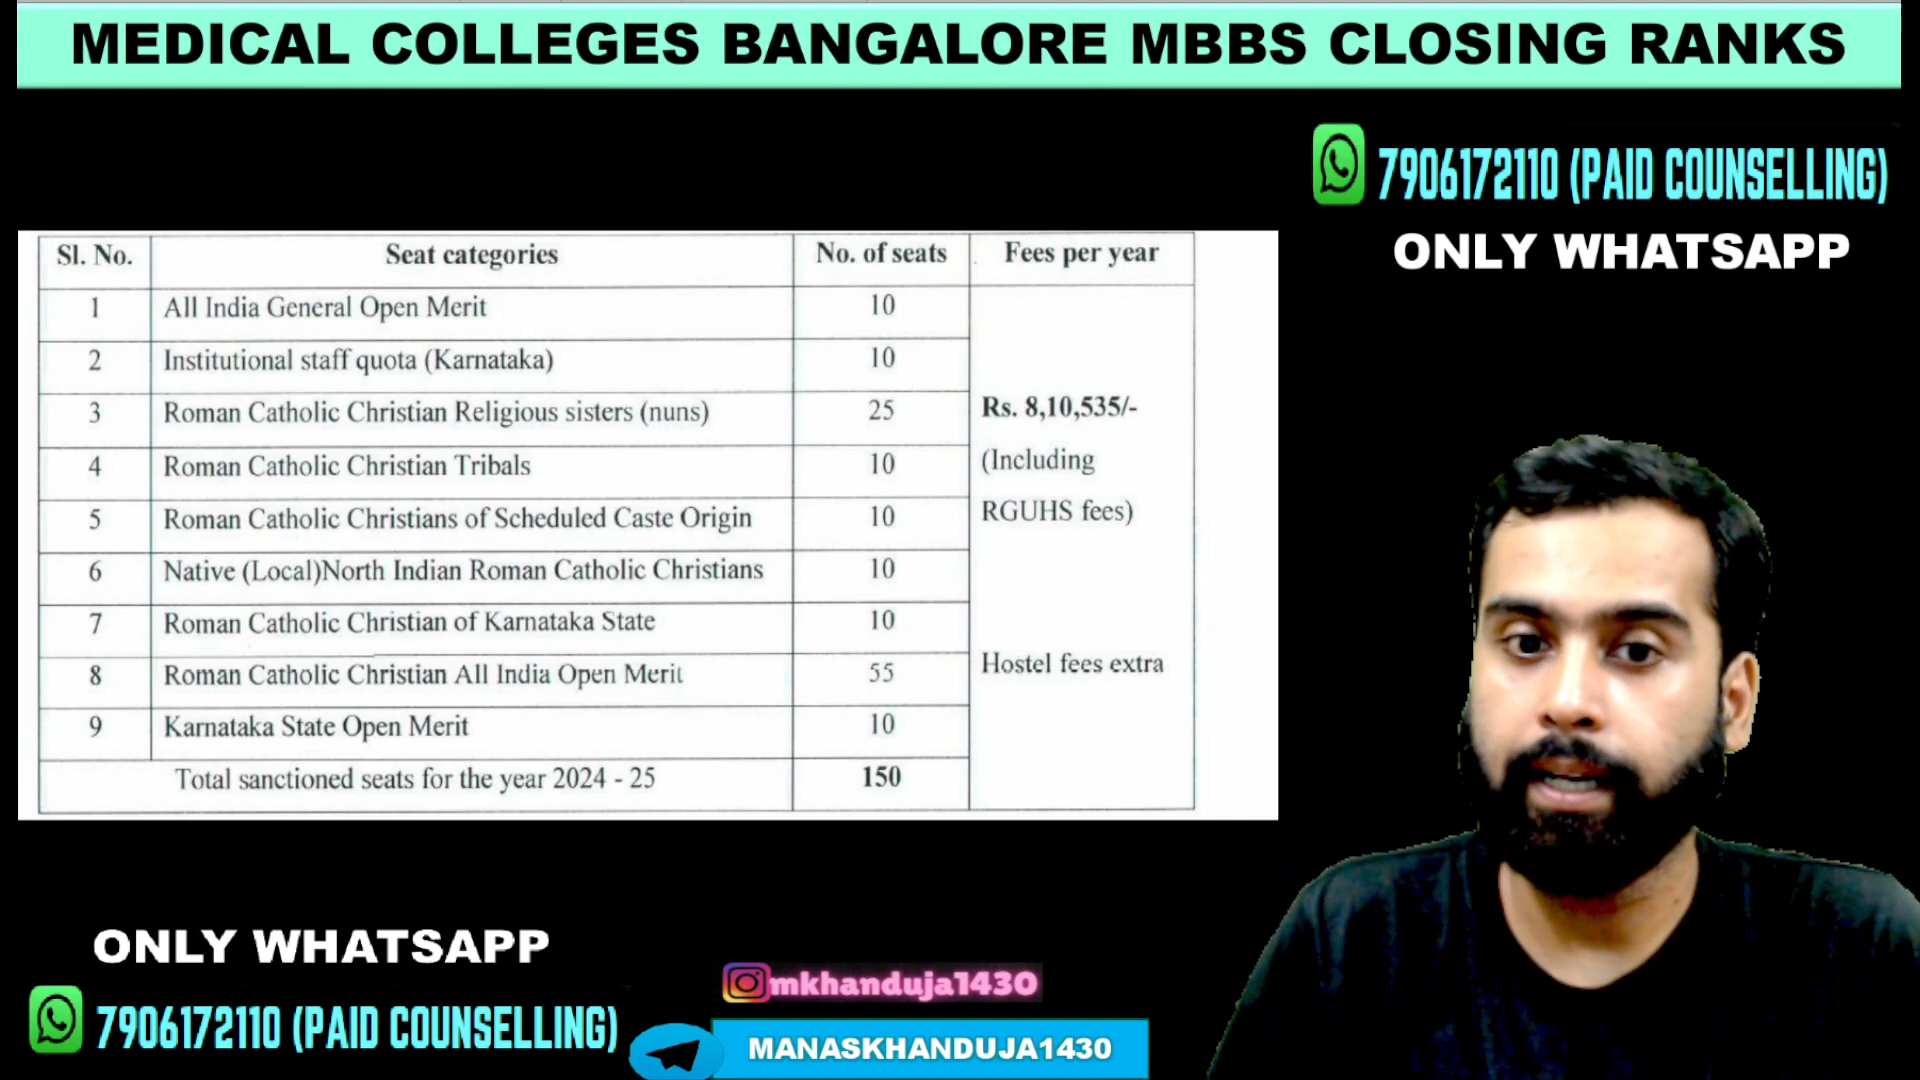 MEDICAL COLLEGES BANGALORE MBBS CLOSING RANKS
7906172110 (PAID COUNSELLING)
ONLY WHATSAPP
Sl. No. Seat categories No. of seats Fees per year
1 All India General Open Merit 10
2 Institutional staff quota (Karnataka) 10
3 Roman Catholic Christian Religious sisters (nuns) 25 Rs. 8,10,535/-
4 Roman Catholic Christian Tribals 10 (Including
5 Roman Catholic Christians of Scheduled Caste Origin 10 RGUHS fees)
6 Native (Local)North Indian Roman Catholic Christians 10
7 Roman Catholic Christian of Karnataka State 10
8 Roman Catholic Christian All India Open Merit 55 Hostel fees extra
9 Karnataka State Open Merit 10
Total sanctioned seats for the year 2024 - 25 150
ONLY WHATSAPP
7906172110 (PAID COUNSELLING)
mkhanduja1430
MANASKHANDUJA1430